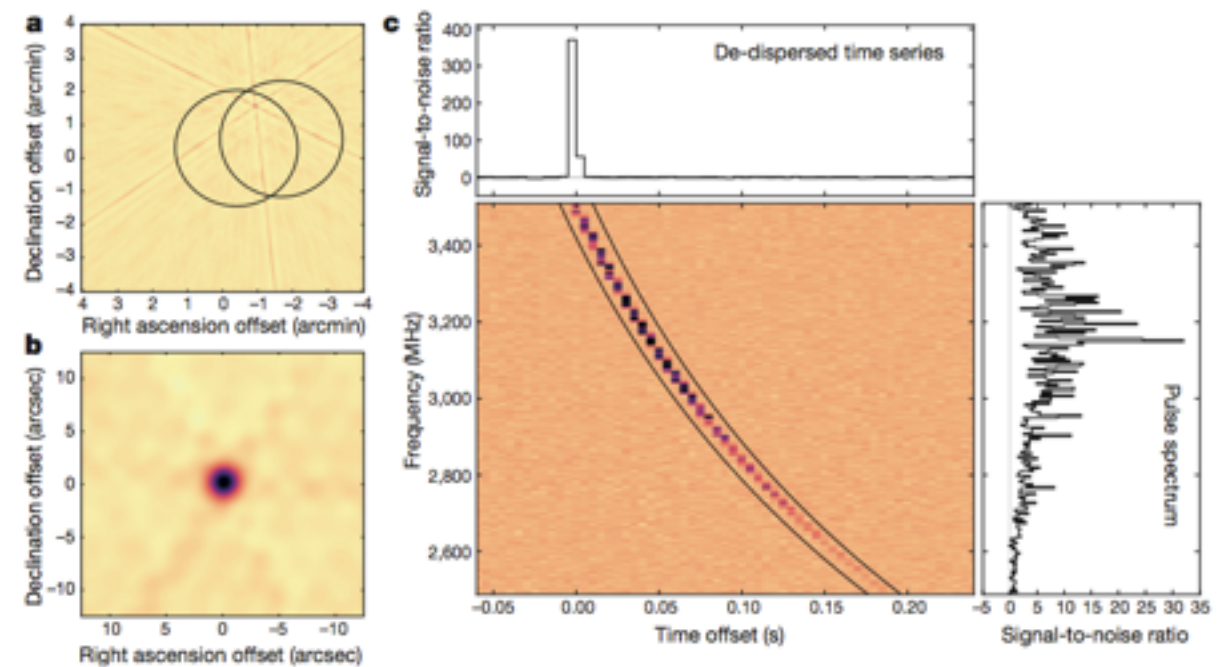 a
4
3
2
1
0
−1
−2
−3
−4
4 3 2 1 0 −1 −2 −3 −4
Declination offset (arcmin)
Right ascension offset (arcmin)
b
10
5
0
−5
−10
10 5 0 −5 −10
Declination offset (arcsec)
Right ascension offset (arcsec)
c
Signal-to-noise ratio
400
300
200
100
0
De-dispersed time series
Frequency (MHz)
3,400
3,200
3,000
2,800
2,600
−0.05 0.00 0.05 0.10 0.15 0.20
Time offset (s)
Pulse spectrum
−5 0 5 10 15 20 25 30 35
Signal-to-noise ratio